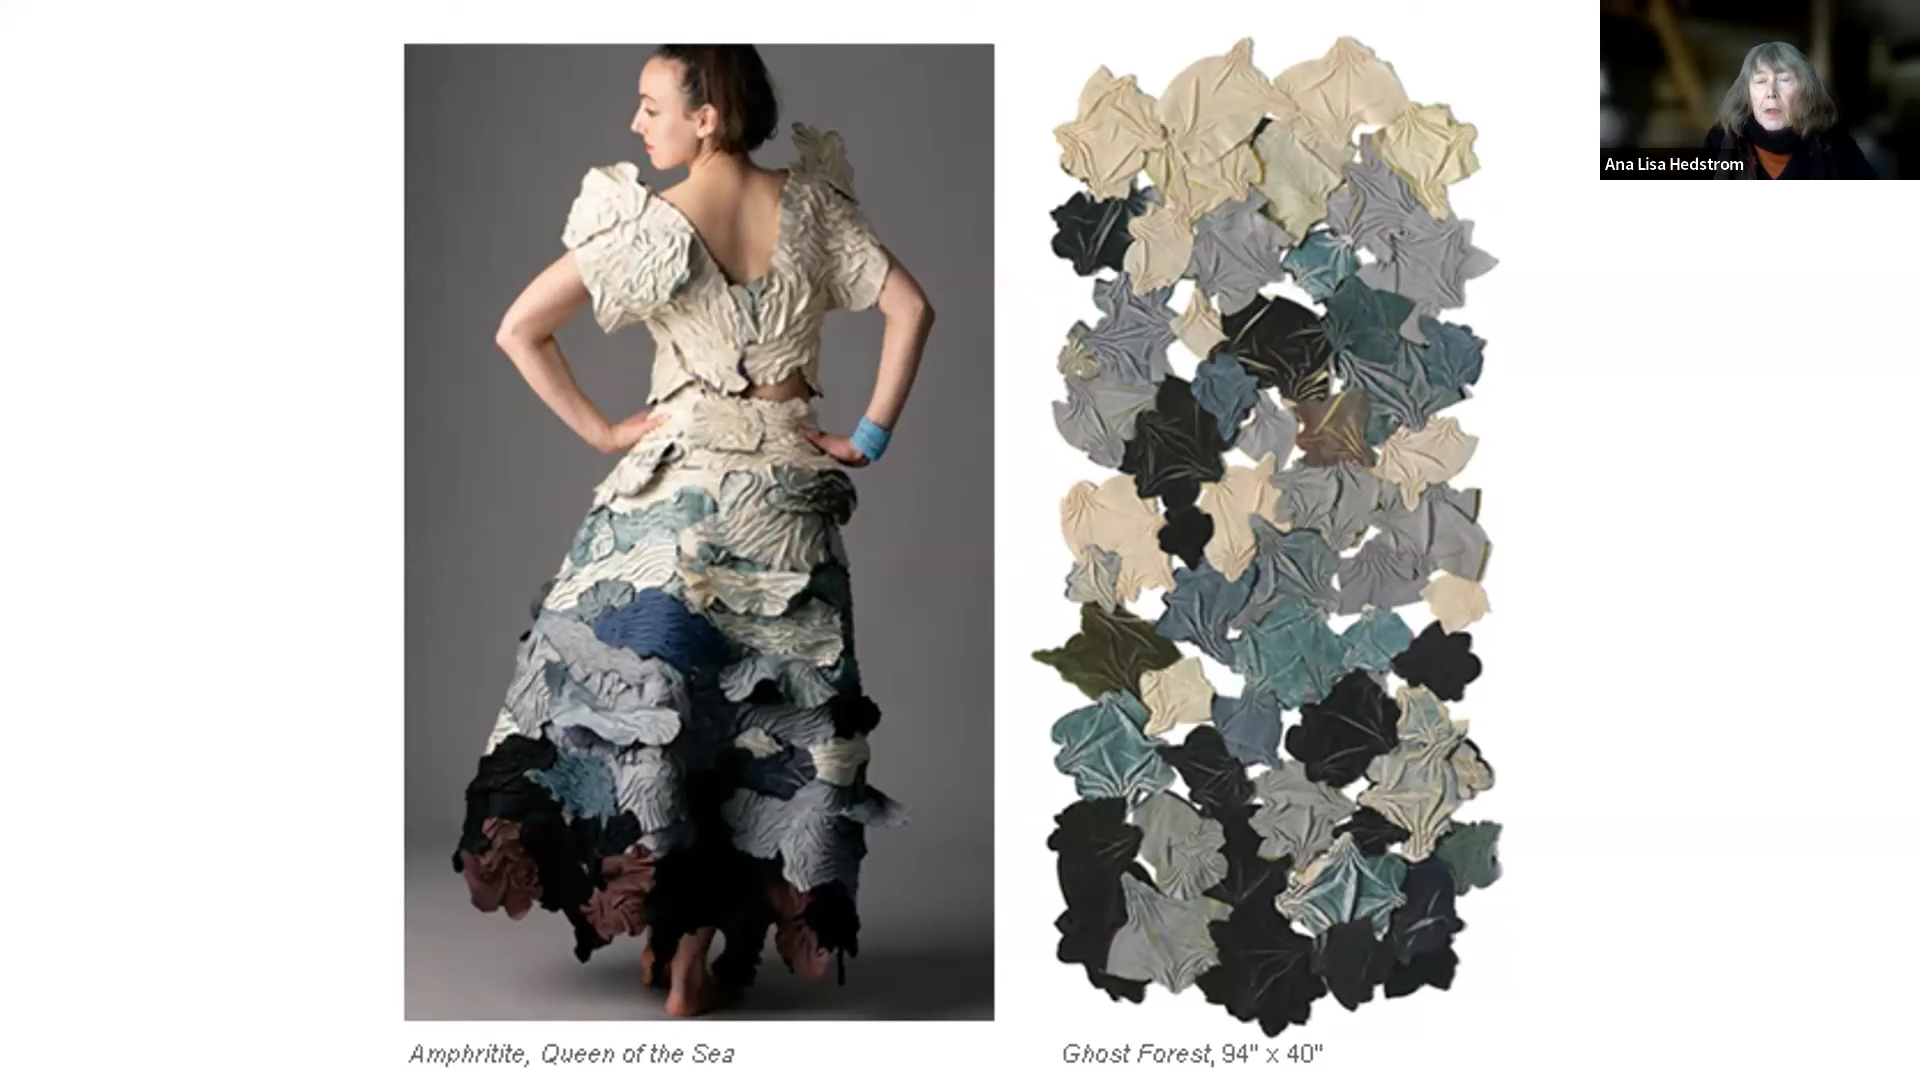 Ana Lisa Hedstrom
Amphritite, Queen of the Sea
Ghost Forest, 94" x 40"